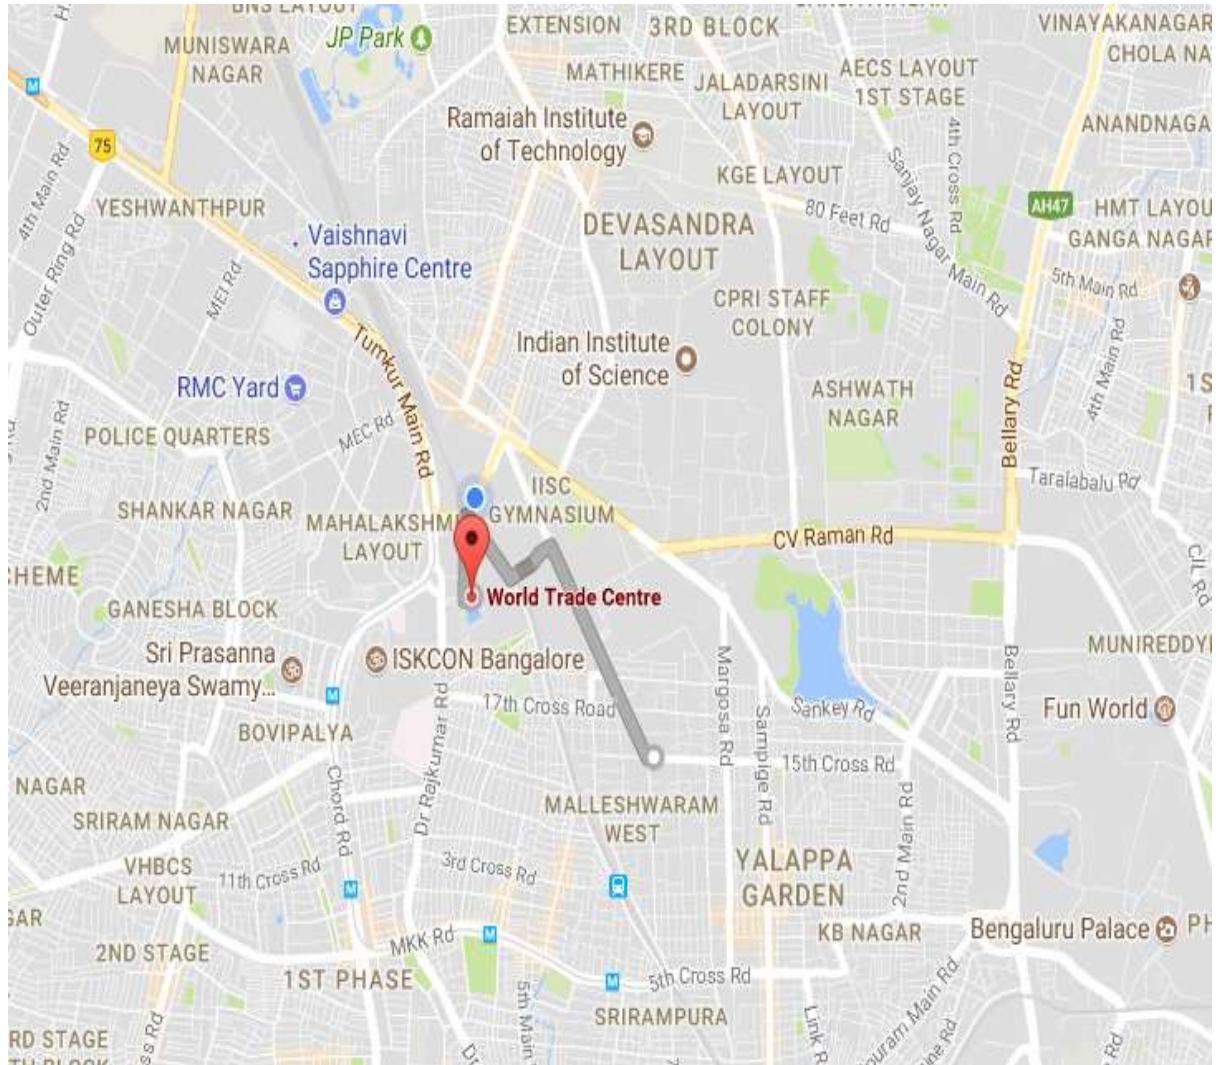 BNS LAYOUT
MUNISWARA
NAGAR
JP Park
EXTENSION
3RD BLOCK
VINAYAKANAGAR
CHOLA NA
MATHIKERE
JALADARSINI
LAYOUT
AECS LAYOUT
1ST STAGE
Ramaiah Institute
of Technology
4th Cross Rd
ANANDNAGA
75
4th Main Rd
Sanjay Nagar Main Rd
KGE LAYOUT
YESHWANTHPUR
AH47
HMT LAYOU
GANGA NAGAR
80 Feet Rd
DEVASANDRA
LAYOUT
Vaishnavi
Sapphire Centre
Outer Ring Rd
MEI Rd
5th Main Rd
CPRI STAFF
COLONY
Indian Institute
of Science
Tumkur Main Rd
4th Main Rd
RMC Yard
ASHWATH
NAGAR
1S
Bellary Rd
2nd Main Rd
MEC Rd
POLICE QUARTERS
Taralabalu Rd
IISC
GYMNASIUM
SHANKAR NAGAR
MAHALAKSHM
LAYOUT
CV Raman Rd
CJL Rd
CHEME
World Trade Centre
GANESHA BLOCK
MUNIREDDY
Sri Prasanna
Veeranjaneya Swamy...
ISKCON Bangalore
Margosa Rd
Bellary Rd
17th Cross Road
Sankey Rd
Fun World
Dr Rajkumar Rd
Sampige Rd
BOVIPALYA
15th Cross Rd
NAGAR
Chord Rd
MALLESHWARAM
WEST
SRIRAM NAGAR
2nd Main Rd
VHBCS
LAYOUT
11th Cross Rd
3rd Cross Rd
YALAPPA
GARDEN
GAR
KB NAGAR
Bengaluru Palace
PH
MKK Rd
2ND STAGE
1ST PHASE
5th Cross Rd
5th Main
SRIRAMPURA
Link R
RD STAGE